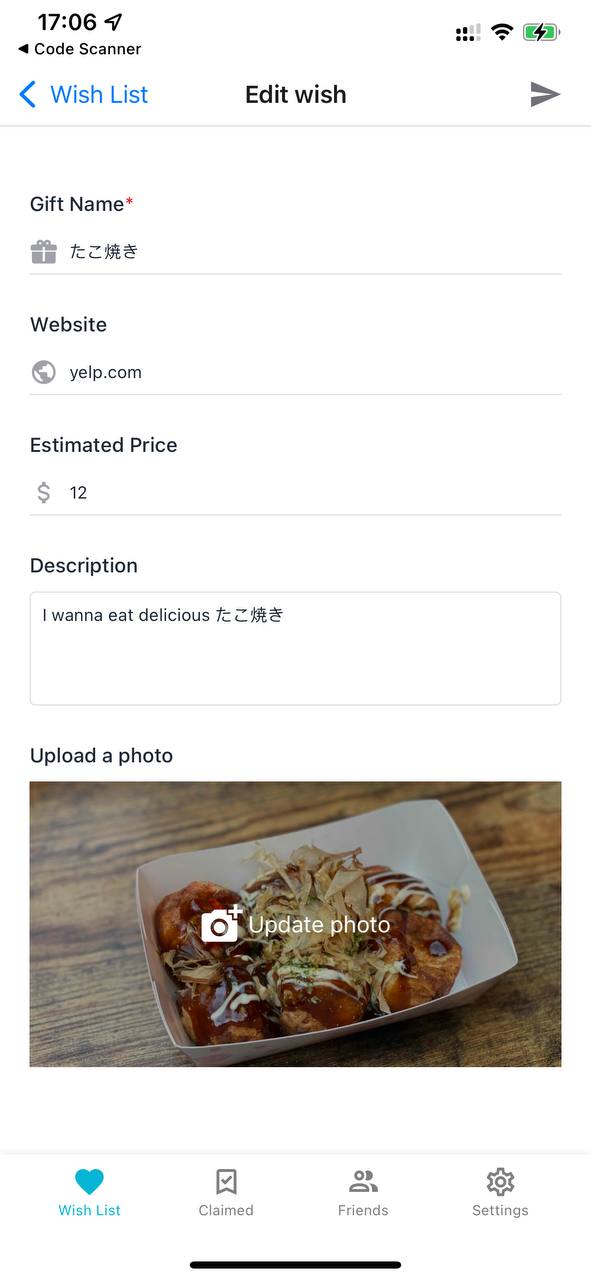 17:06
◀ Code Scanner
Wish List
Edit wish
Gift Name*
たこ焼き
Website
yelp.com
Estimated Price
$ 12
Description
I wanna eat delicious たこ焼き
Upload a photo
Update photo
Wish List
Claimed
Friends
Settings